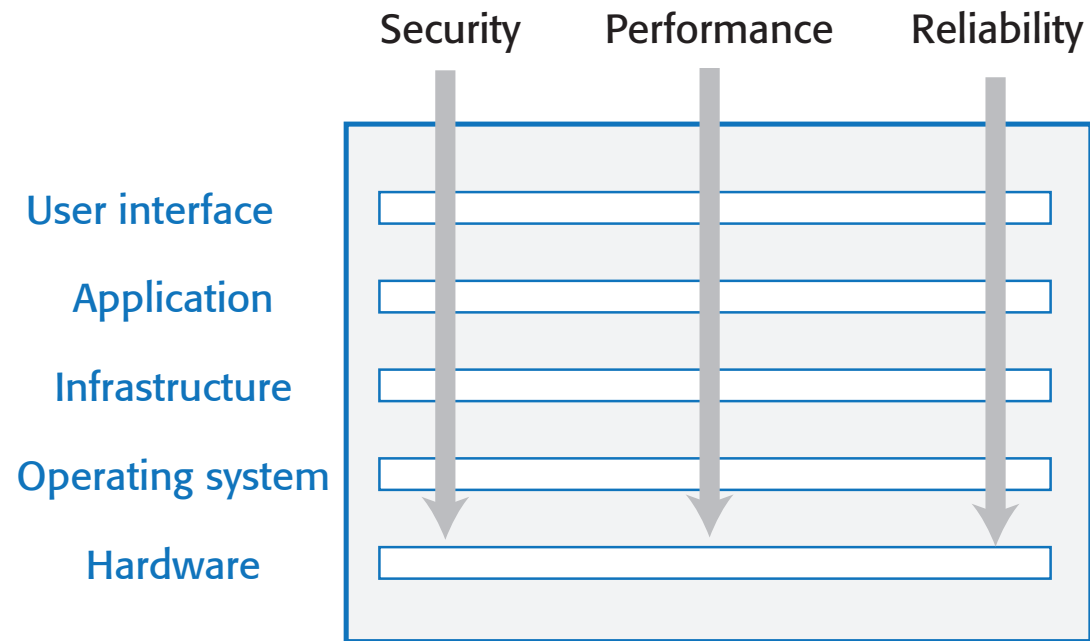 Security Performance Reliability
User interface
Application
Infrastructure
Operating system
Hardware